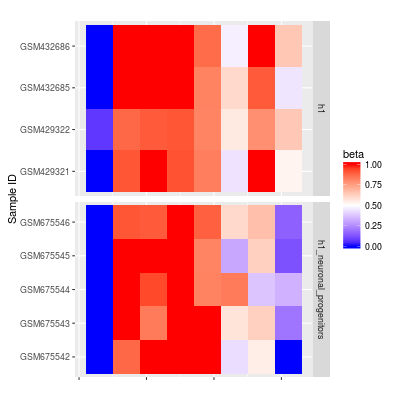 GSM432686
GSM432685
GSM429322
GSM429321
h1
GSM675546
GSM675545
GSM675544
GSM675543
GSM675542
h1_neuronal_progenitors
Sample ID
beta
1.00
0.75
0.50
0.25
0.00